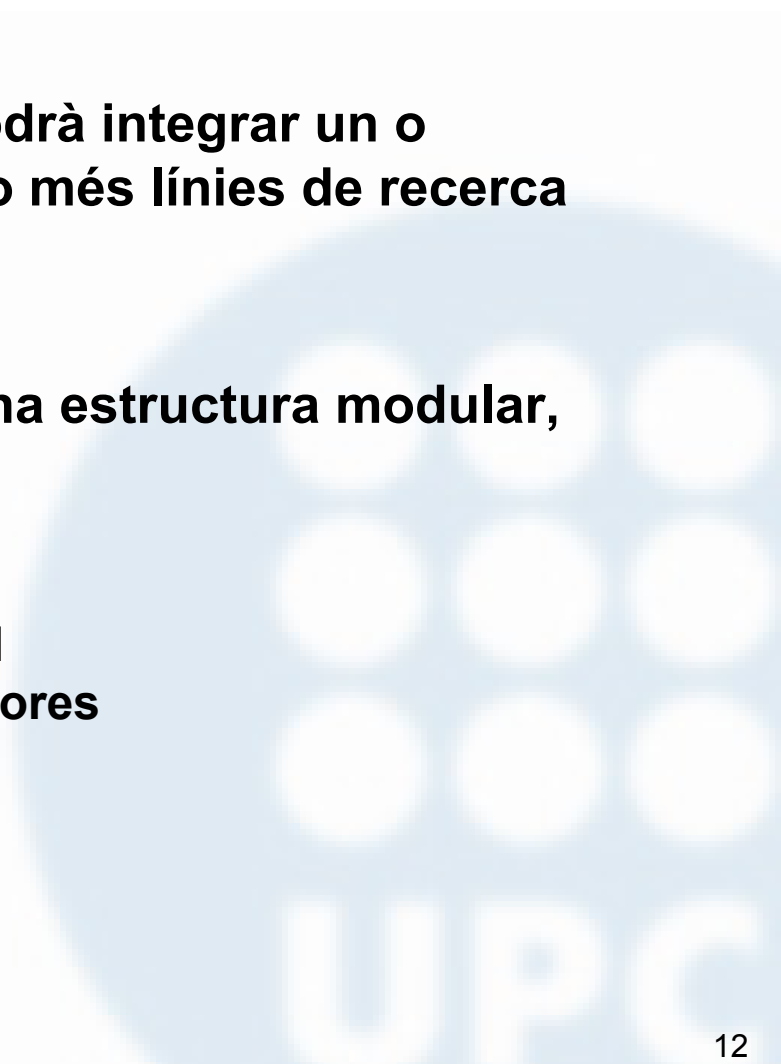 odrà integrar un o
o més línies de recerca
na estructura modular,
ores
UPC
12